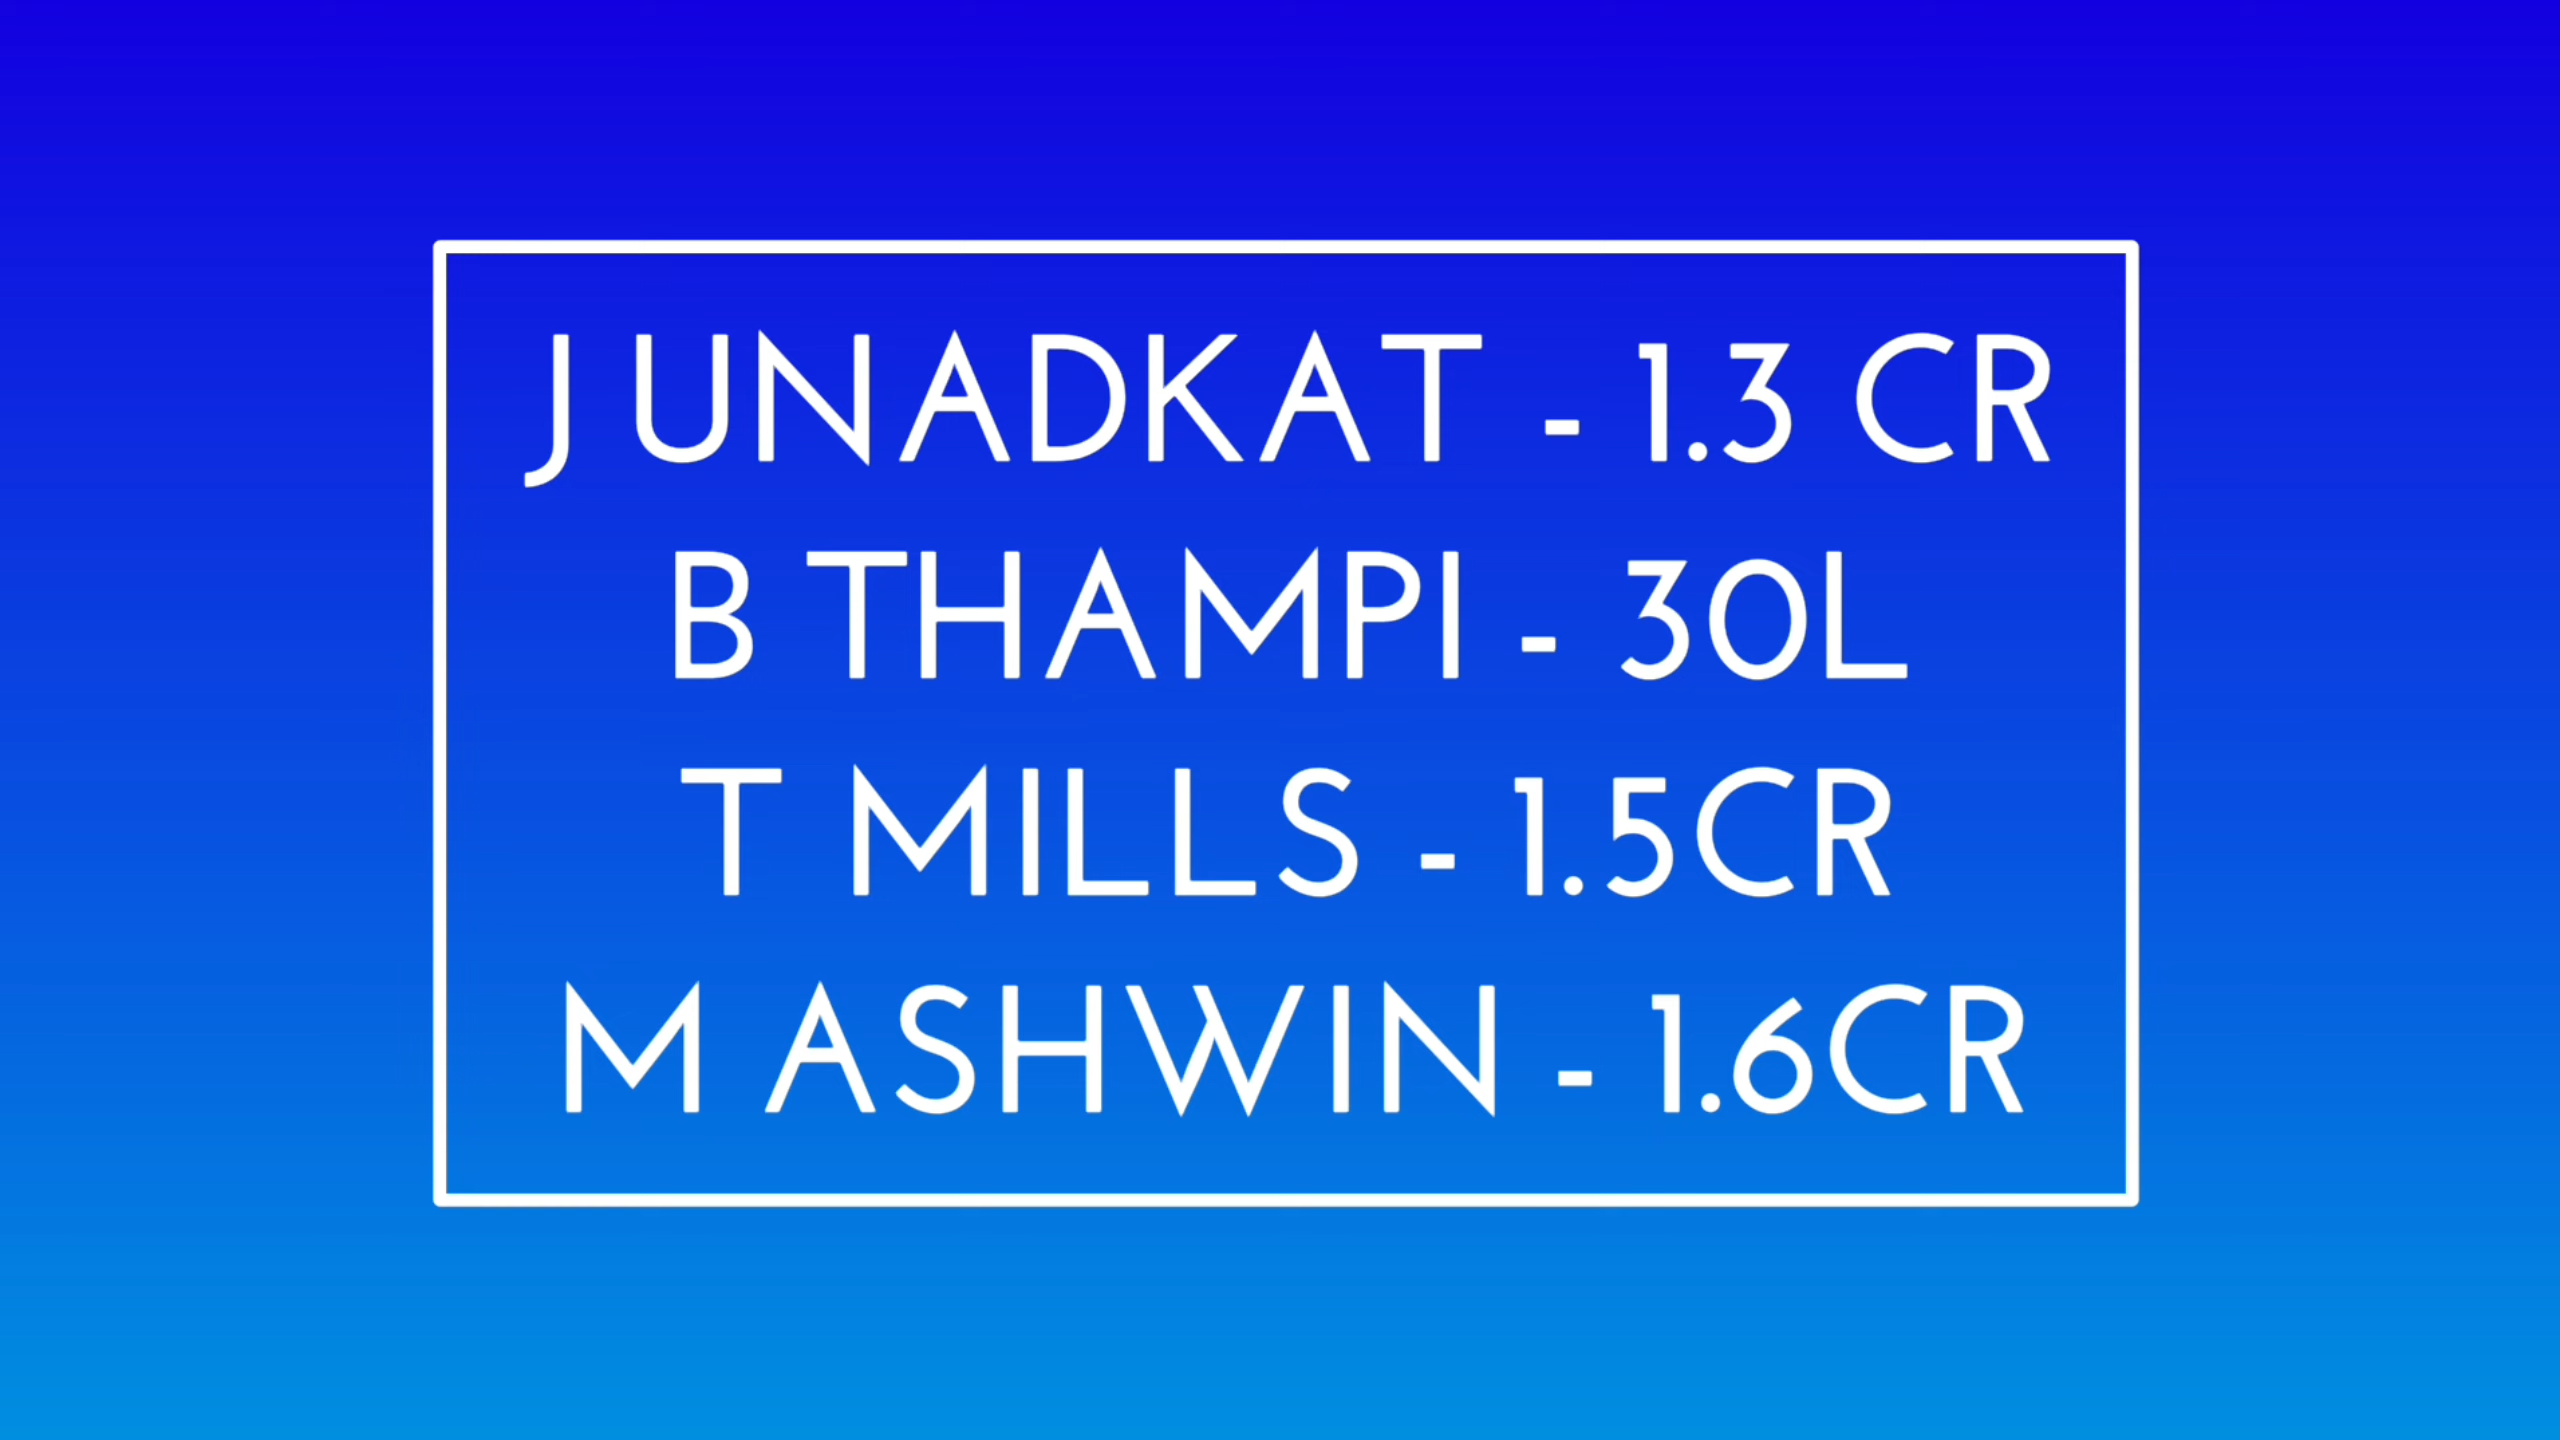 J UNADKAT - 1.3 CR
B THAMPI - 30L
T MILLS - 1.5CR
M ASHWIN - 1.6CR